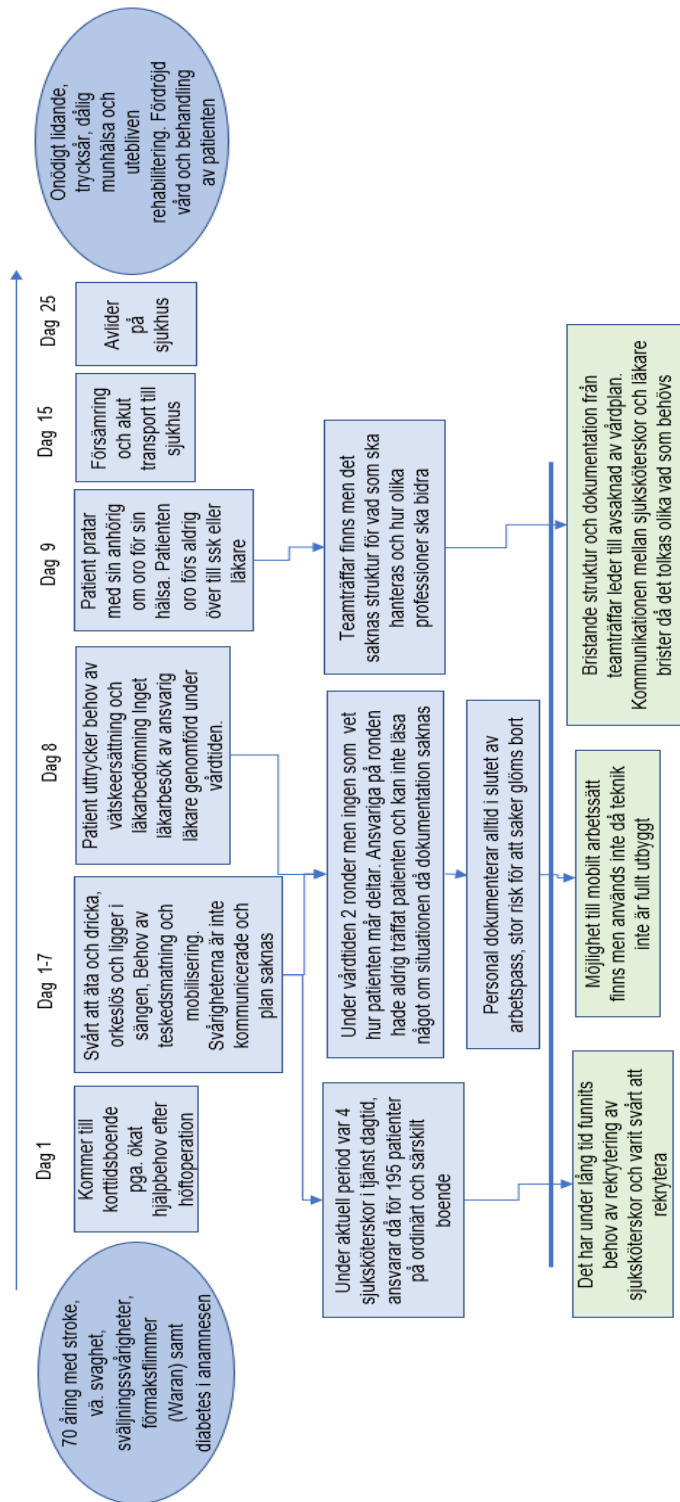 70 åring med stroke,
vä. svaghet,
sväljningssvårigheter,
förmaksflimmer
(Waran) samt
diabetes i anamnesen
Dag 1
Kommer till
korttidsboende
pga. ökat
hjälpbehov efter
höftoperation
Dag 1-7
Svårt att äta och dricka,
orkeslös och ligger i
sängen, Behov av
teskedsmatning och
mobilisering.
Svårigheterna är inte
kommunicerade och
plan saknas
Dag 8
Patient uttrycker behov av
vätskeersättning och
läkarbedömning Inget
läkarbesök av ansvarig
läkare genomförd under
vårdtiden.
Dag 9
Patient pratar
med sin anhörig
om oro för sin
hälsa. Patienten
oro förs aldrig
över till ssk eller
läkare
Dag 15
Försämring
och akut
transport till
sjukhus
Dag 25
Avlider
på
sjukhus
Onödigt lidande,
trycksår, dålig
munhälsa och
utebliven
rehabilitering. Fördröjd
vård och behandling
av patienten
Under aktuell period var 4
sjuksköterskor i tjänst dagtid,
ansvarar då för 195 patienter
på ordinärt och särskilt
boende
Under vårdtiden 2 ronder men ingen som vet
hur patienten mår deltar. Ansvariga på ronden
hade aldrig träffat patienten och kan inte läsa
något om situationen då dokumentation saknas
Personal dokumenterar alltid i slutet av
arbetspass, stor risk för att saker glöms bort
Teamträffar finns men det
saknas struktur för vad som ska
hanteras och hur olika
professioner ska bidra
Det har under lång tid funnits
behov av rekrytering av
sjuksköterskor och varit svårt att
rekrytera
Möjlighet till mobilt arbetssätt
finns men används inte då teknik
inte är fullt utbyggt
Bristande struktur och dokumentation från
teamträffar leder till avsaknad av vårdplan.
Kommunikationen mellan sjuksköterskor och läkare
brister då det tolkas olika vad som behövs